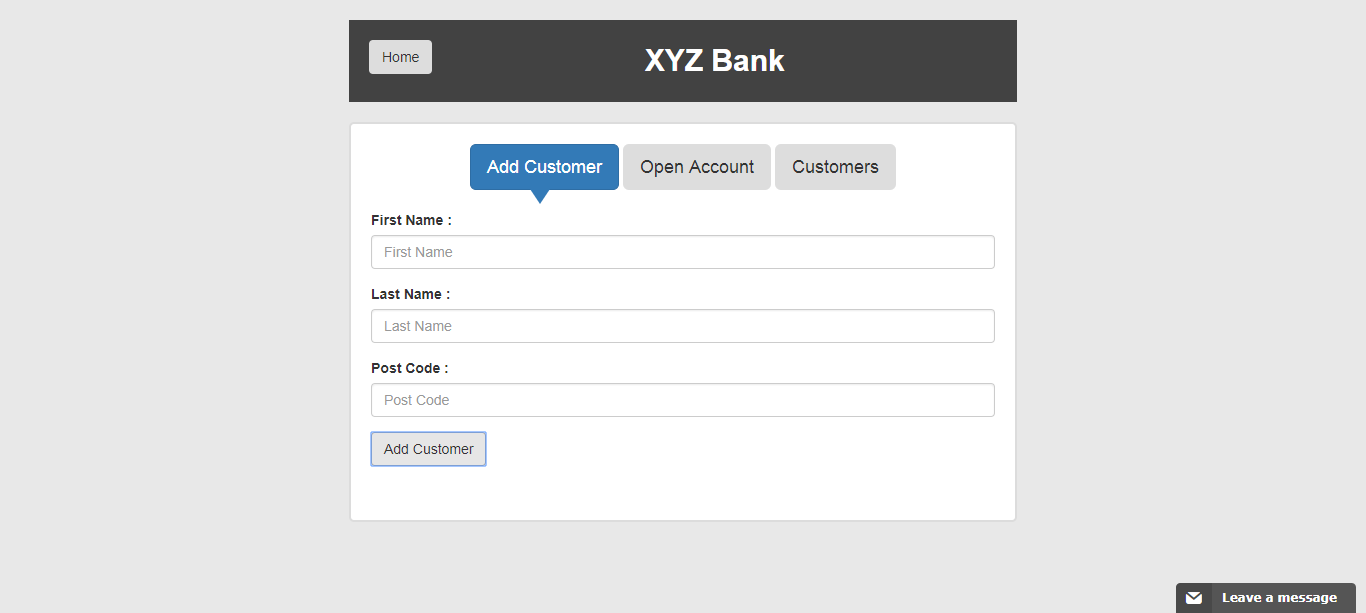 Home
XYZ Bank
Add Customer
Open Account
Customers
First Name :
First Name
Last Name :
Last Name
Post Code :
Post Code
Add Customer
Leave a message